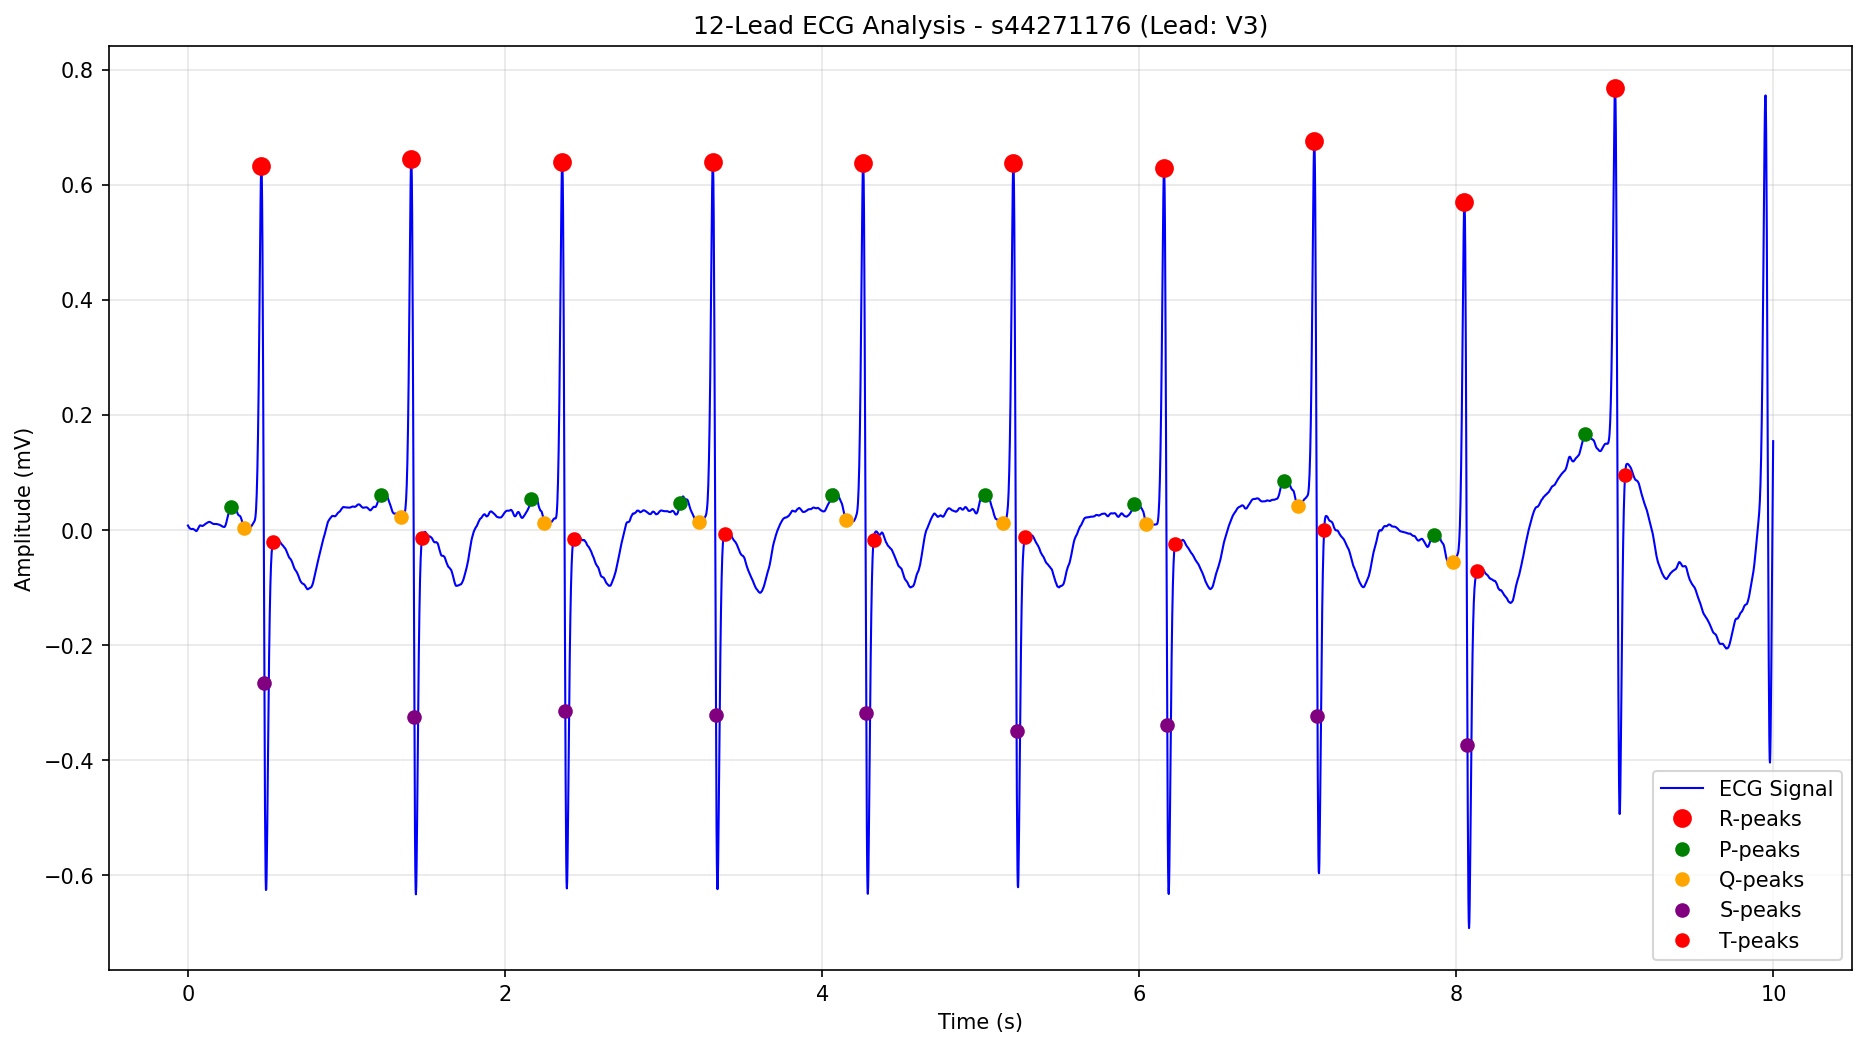 12-Lead ECG Analysis - s44271176 (Lead: V3)
Amplitude (mV)
0.8
0.6
0.4
0.2
0.0
−0.2
−0.4
−0.6
0 2 4 6 8 10
Time (s)
ECG Signal
R-peaks
P-peaks
Q-peaks
S-peaks
T-peaks